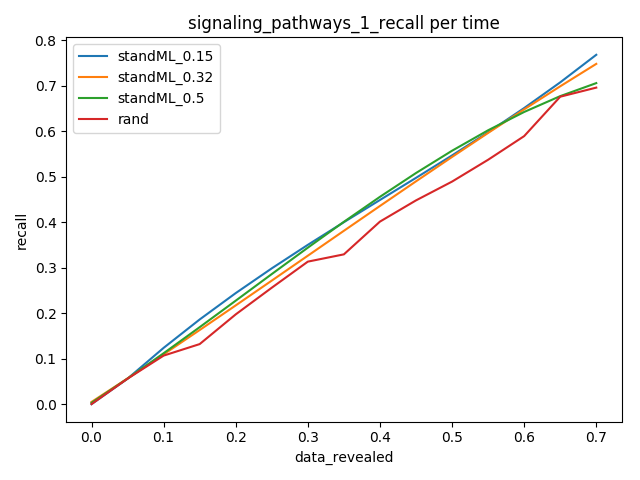 signaling_pathways_1_recall per time
standML_0.15
standML_0.32
standML_0.5
rand
recall
0.8
0.7
0.6
0.5
0.4
0.3
0.2
0.1
0.0
0.0 0.1 0.2 0.3 0.4 0.5 0.6 0.7
data_revealed